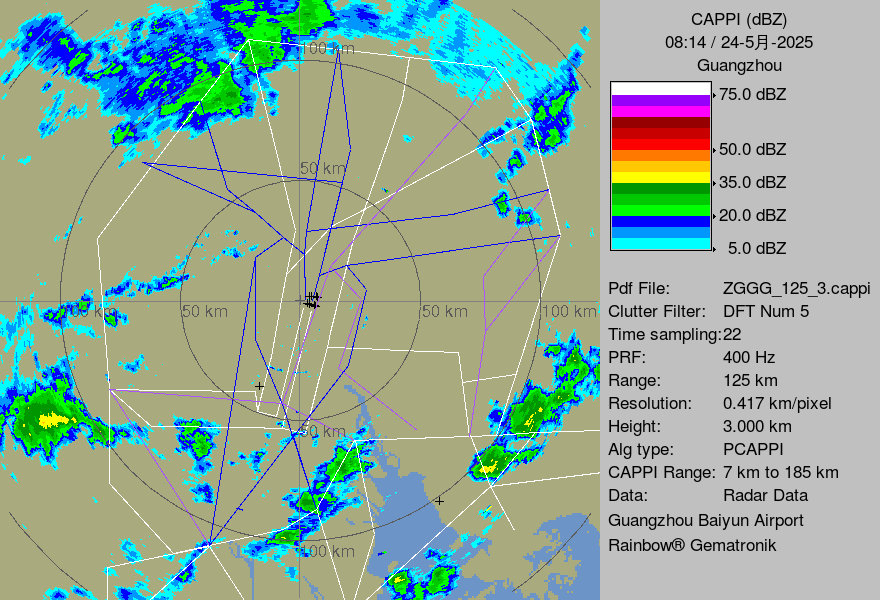 CAPPI (dBZ)
08:14 / 24-5月-2025
Guangzhou
75.0 dBZ
50.0 dBZ
35.0 dBZ
20.0 dBZ
5.0 dBZ
Pdf File: ZGGG_125_3.cappi
Clutter Filter: DFT Num 5
Time sampling:22
PRF: 400 Hz
Range: 125 km
Resolution: 0.417 km/pixel
Height: 3.000 km
Alg type: PCAPPI
CAPPI Range: 7 km to 185 km
Data: Radar Data
Guangzhou Baiyun Airport
Rainbow® Gematronik
100 km
50 km
100 km
50 km
50 km
100 km
50 km
100 km